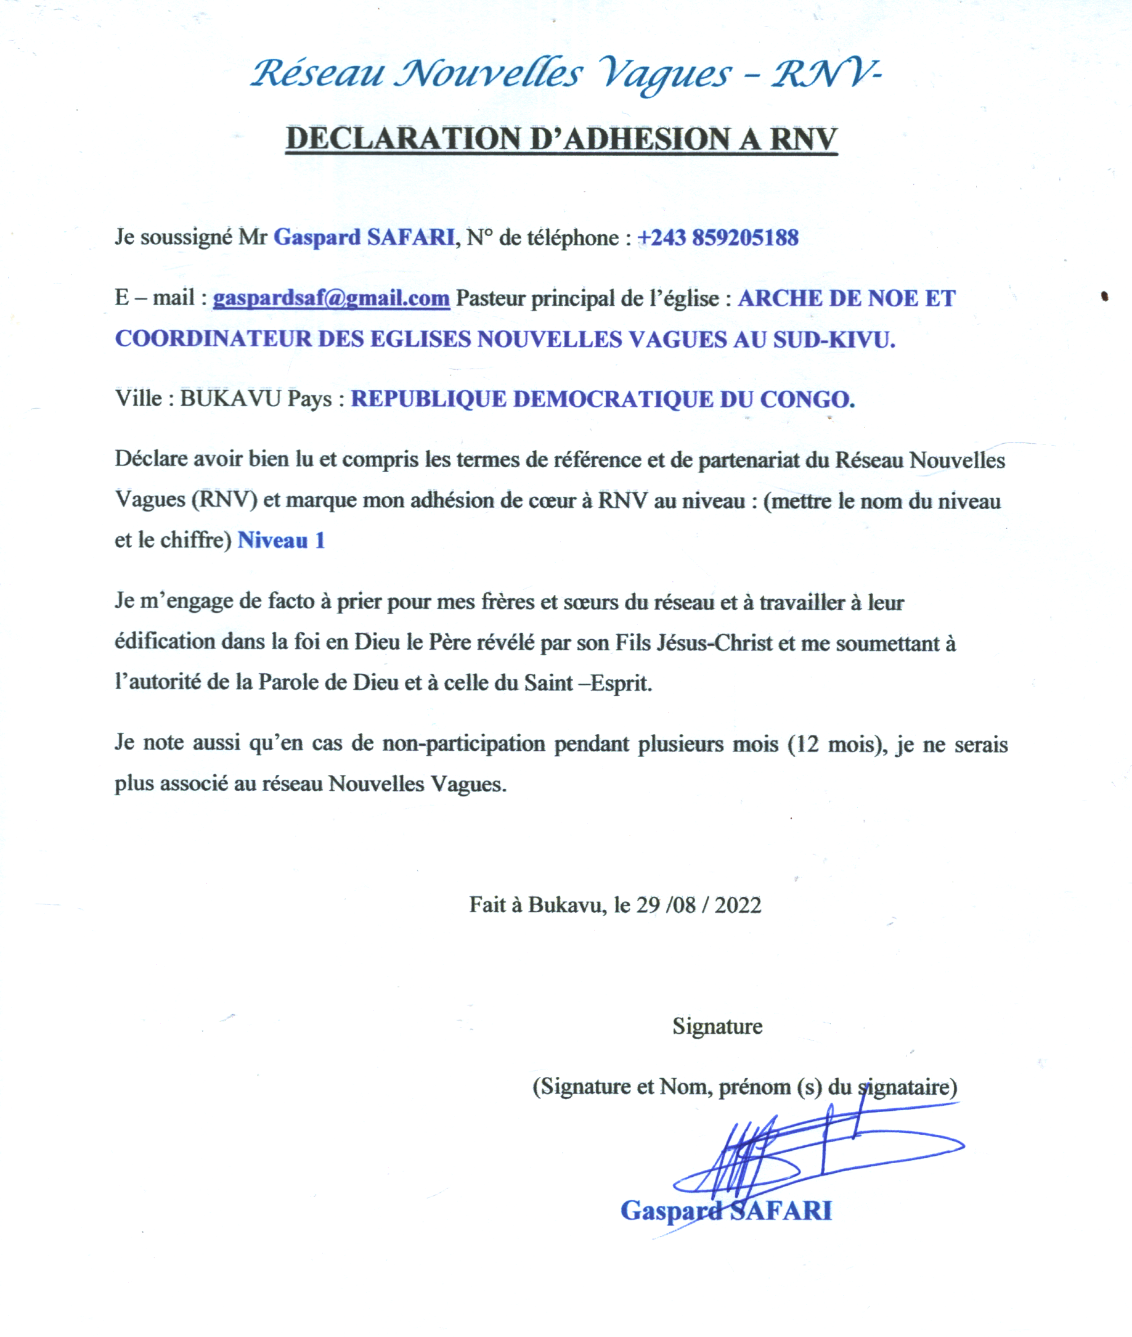 Réseau Nouvelles Vagues – RNV-
DECLARATION D’ADHESION A RNV
Je soussigné Mr Gaspard SAFARI, N° de téléphone : +243 859205188
E – mail : gaspardsaf@gmail.com Pasteur principal de l’église : ARCHE DE NOE ET
COORDINATEUR DES EGLISES NOUVELLES VAGUES AU SUD-KIVU.
Ville : BUKAVU Pays : REPUBLIQUE DEMOCRATIQUE DU CONGO.
Déclare avoir bien lu et compris les termes de référence et de partenariat du Réseau Nouvelles
Vagues (RNV) et marque mon adhésion de cœur à RNV au niveau : (mettre le nom du niveau
et le chiffre) Niveau 1
Je m’engage de facto à prier pour mes frères et sœurs du réseau et à travailler à leur
édification dans la foi en Dieu le Père révélé par son Fils Jésus-Christ et me soumettant à
l’autorité de la Parole de Dieu et à celle du Saint –Esprit.
Je note aussi qu’en cas de non-participation pendant plusieurs mois (12 mois), je ne serais
plus associé au réseau Nouvelles Vagues.
Fait à Bukavu, le 29 /08 / 2022
Signature
(Signature et Nom, prénom (s) du signataire)
Gaspard SAFARI